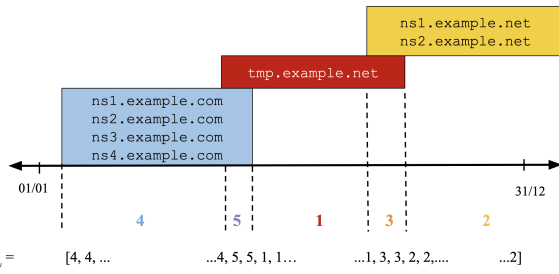 ns1.example.net
ns2.example.net
tmp.example.net
ns1.example.com
ns2.example.com
ns3.example.com
ns4.example.com
01/01
31/12
4 5 1 3 2
= [4, 4, ... ...4, 5, 5, 1, 1... ...1, 3, 3, 2, 2,.... ...2]